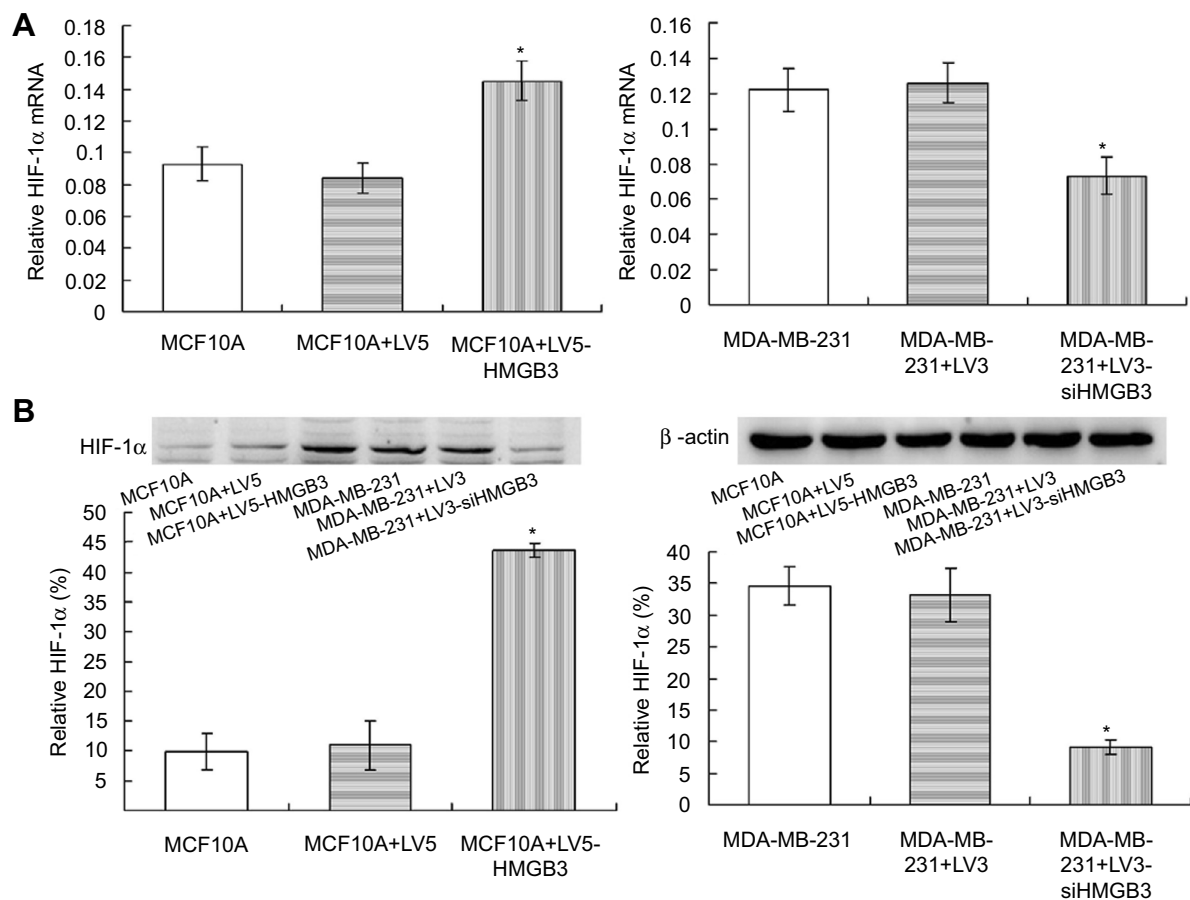 A
Relative HIF-1α mRNA
0.18
0.16
0.14
0.12
0.1
0.08
0.06
0.04
0.02
0
*
MCF10A
MCF10A+LV5
MCF10A+LV5-
HMGB3
Relative HIF-1α mRNA
0.14
0.12
0.10
0.08
0.06
0.04
0.02
0
*
MDA-MB-231
MDA-MB-
231+LV3
MDA-MB-
231+LV3-
siHMGB3
B
HIF-1α
MCF10A
MCF10A+LV5
MCF10A+LV5-HMGB3
MDA-MB-231
MDA-MB-231+LV3
MDA-MB-231+LV3-siHMGB3
β -actin
MCF10A
MCF10A+LV5
MCF10A+LV5-HMGB3
MDA-MB-231
MDA-MB-231+LV3
MDA-MB-231+LV3-siHMGB3
Relative HIF-1α (%)
50
45
40
35
30
25
20
15
10
5
*
MCF10A
MCF10A+LV5
MCF10A+LV5-
HMGB3
Relative HIF-1α (%)
40
35
30
25
20
15
10
5
0
*
MDA-MB-231
MDA-MB-
231+LV3
MDA-MB-
231+LV3-
siHMGB3